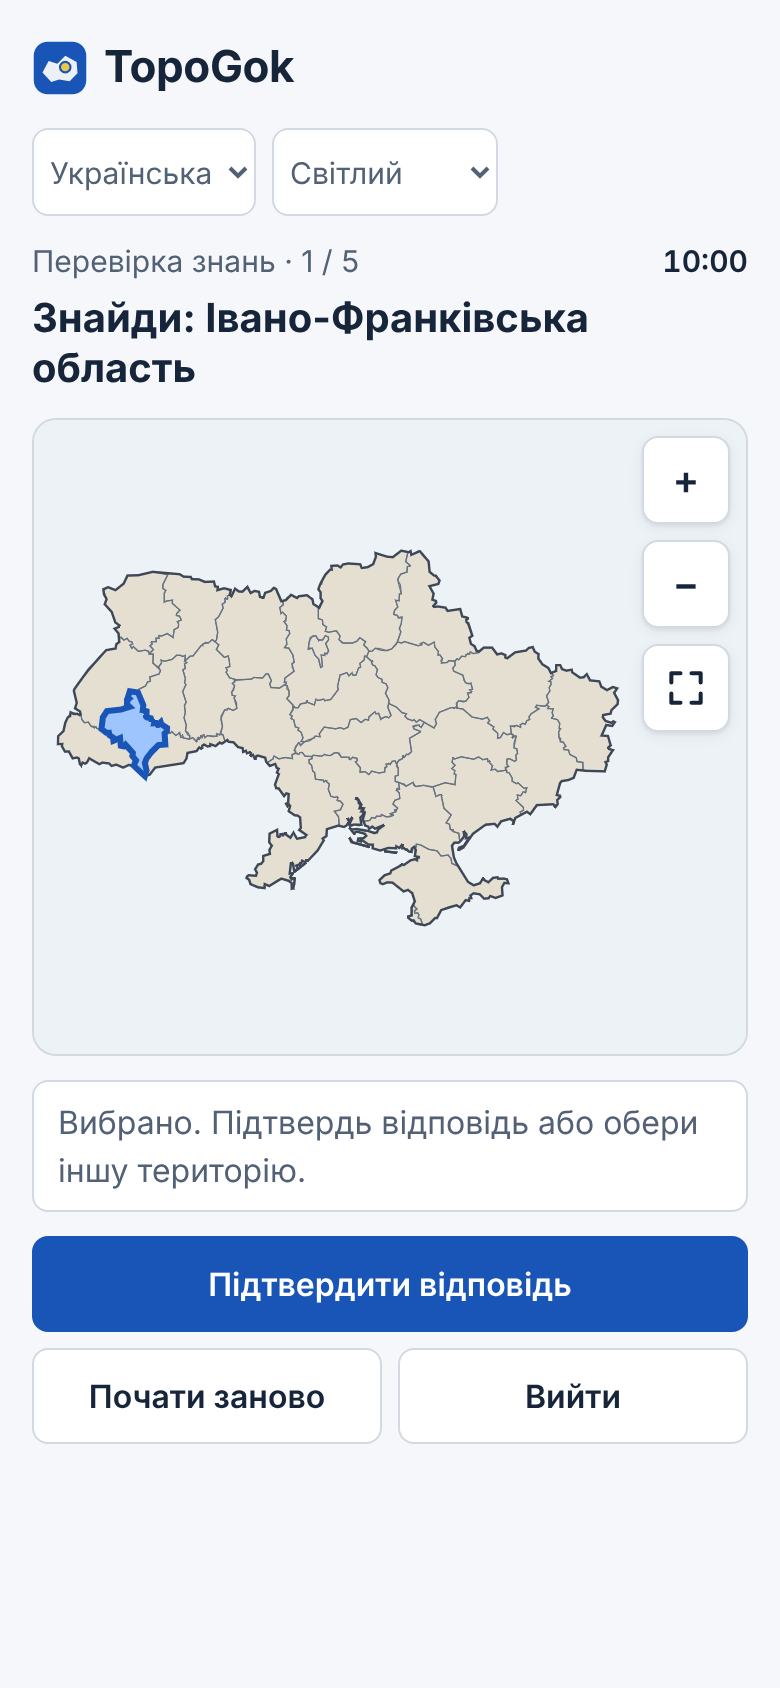 TopoGok
Українська
Світлий
Перевірка знань · 1 / 5
10:00
Знайди: Івано-Франківська
область
+
−
Вибрано. Підтвердь відповідь або обери
іншу територію.
Підтвердити відповідь
Почати заново
Вийти